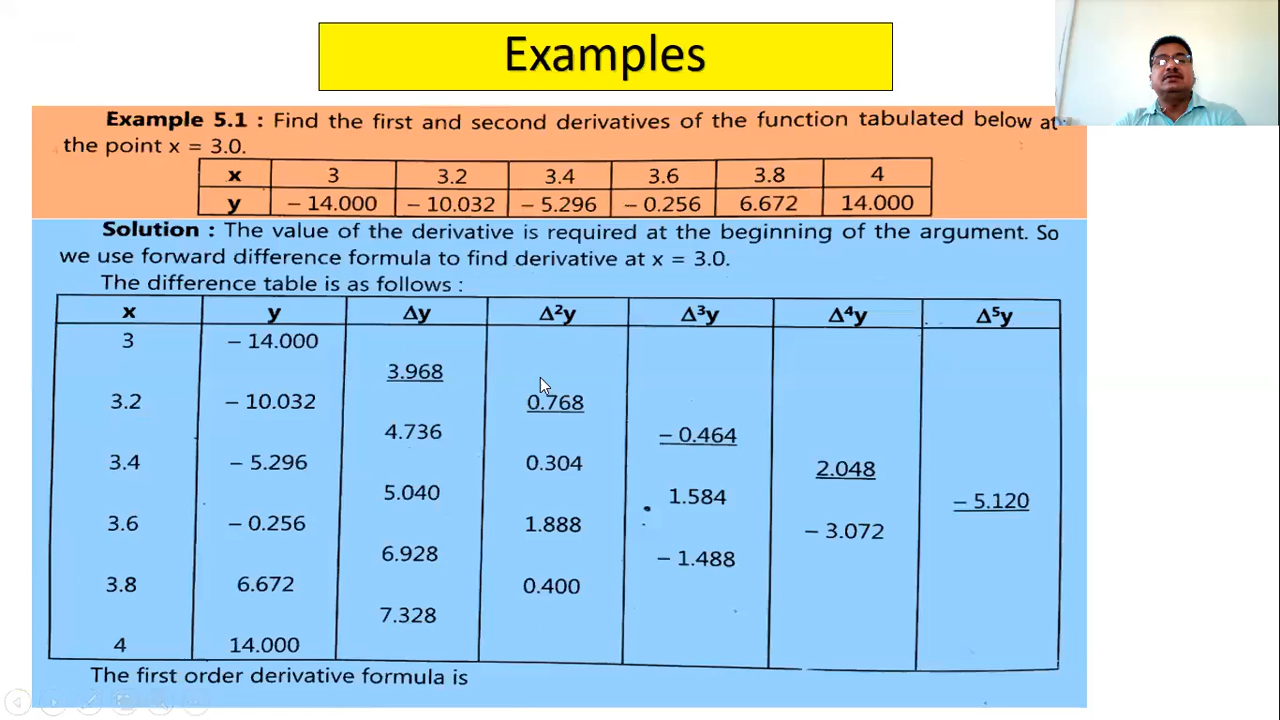 Examples
Example 5.1 : Find the first and second derivatives of the function tabulated below at
the point x = 3.0.
x 3 3.2 3.4 3.6 3.8 4
y – 14.000 – 10.032 – 5.296 – 0.256 6.672 14.000
Solution : The value of the derivative is required at the beginning of the argument. So
we use forward difference formula to find derivative at x = 3.0.
The difference table is as follows :
x y Δy Δ²y Δ³y Δ⁴y Δ⁵y
3 – 14.000
3.968
3.2 – 10.032 0.768
4.736 – 0.464
3.4 – 5.296 0.304 2.048
5.040 1.584 – 5.120
3.6 – 0.256 1.888 – 3.072
6.928 – 1.488
3.8 6.672 0.400
7.328
4 14.000
The first order derivative formula is